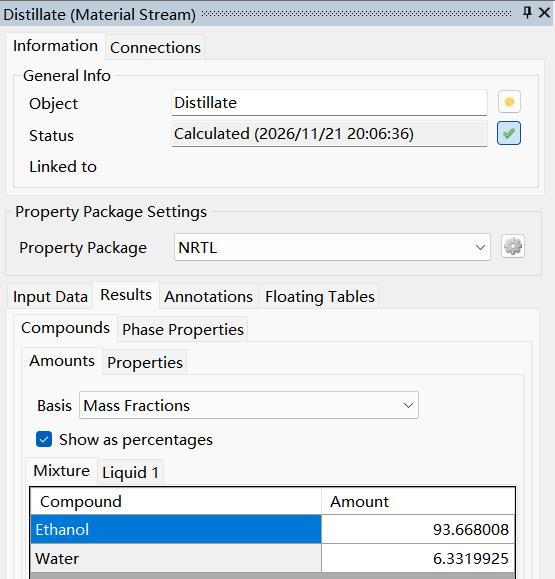 Distillate (Material Stream)
Information Connections
General Info
Object Distillate
Status Calculated (2026/11/21 20:06:36)
Linked to
Property Package Settings
Property Package NRTL
Input Data Results Annotations Floating Tables
Compounds Phase Properties
Amounts Properties
Basis Mass Fractions
Show as percentages
Mixture Liquid 1
Compound Amount
Ethanol 93.668008
Water 6.3319925